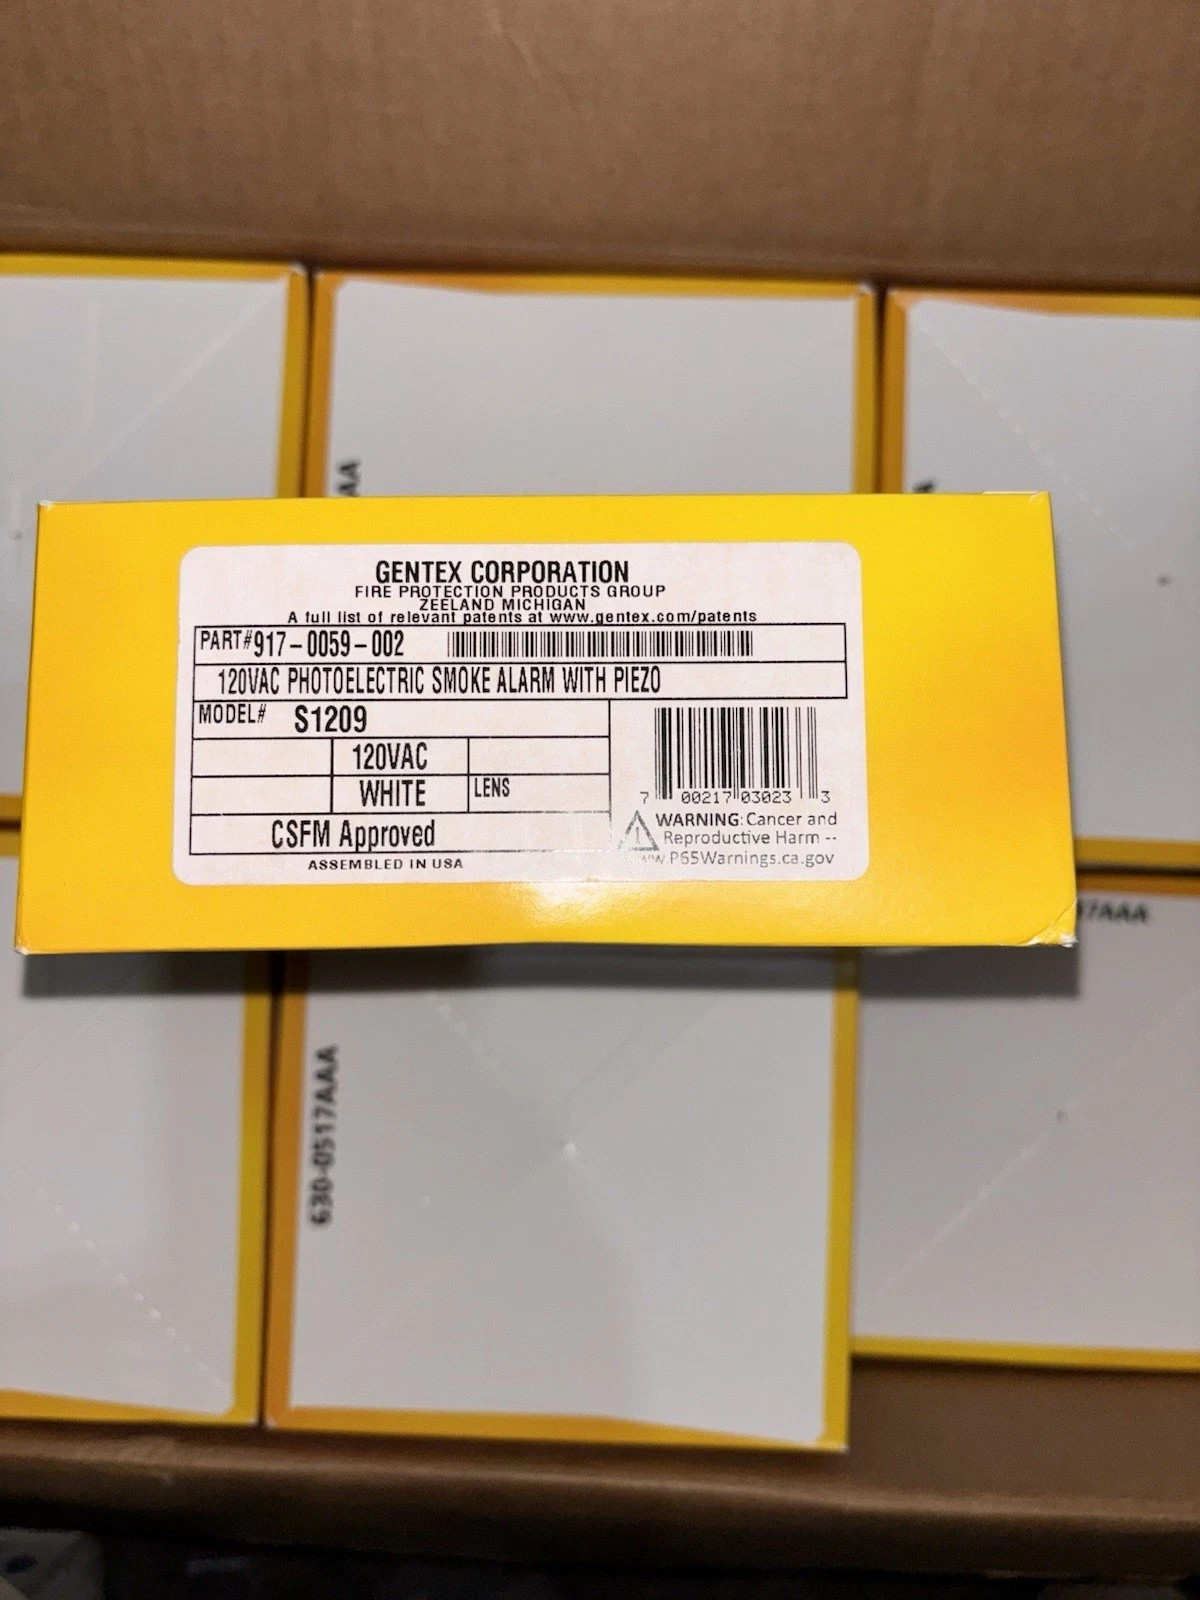 AA
A
GENTEX CORPORATION
FIRE PROTECTION PRODUCTS GROUP
ZEELAND MICHIGAN
A full list of relevant patents at www.gentex.com/patents
PART#917-0059-002
120VAC PHOTOELECTRIC SMOKE ALARM WITH PIEZO
MODEL# S1209
120VAC
WHITE LENS
CSFM Approved
ASSEMBLED IN USA
7 00217 03023 3
WARNING: Cancer and
Reproductive Harm --
www.P65Warnings.ca.gov
17AAA
630-0517AAA